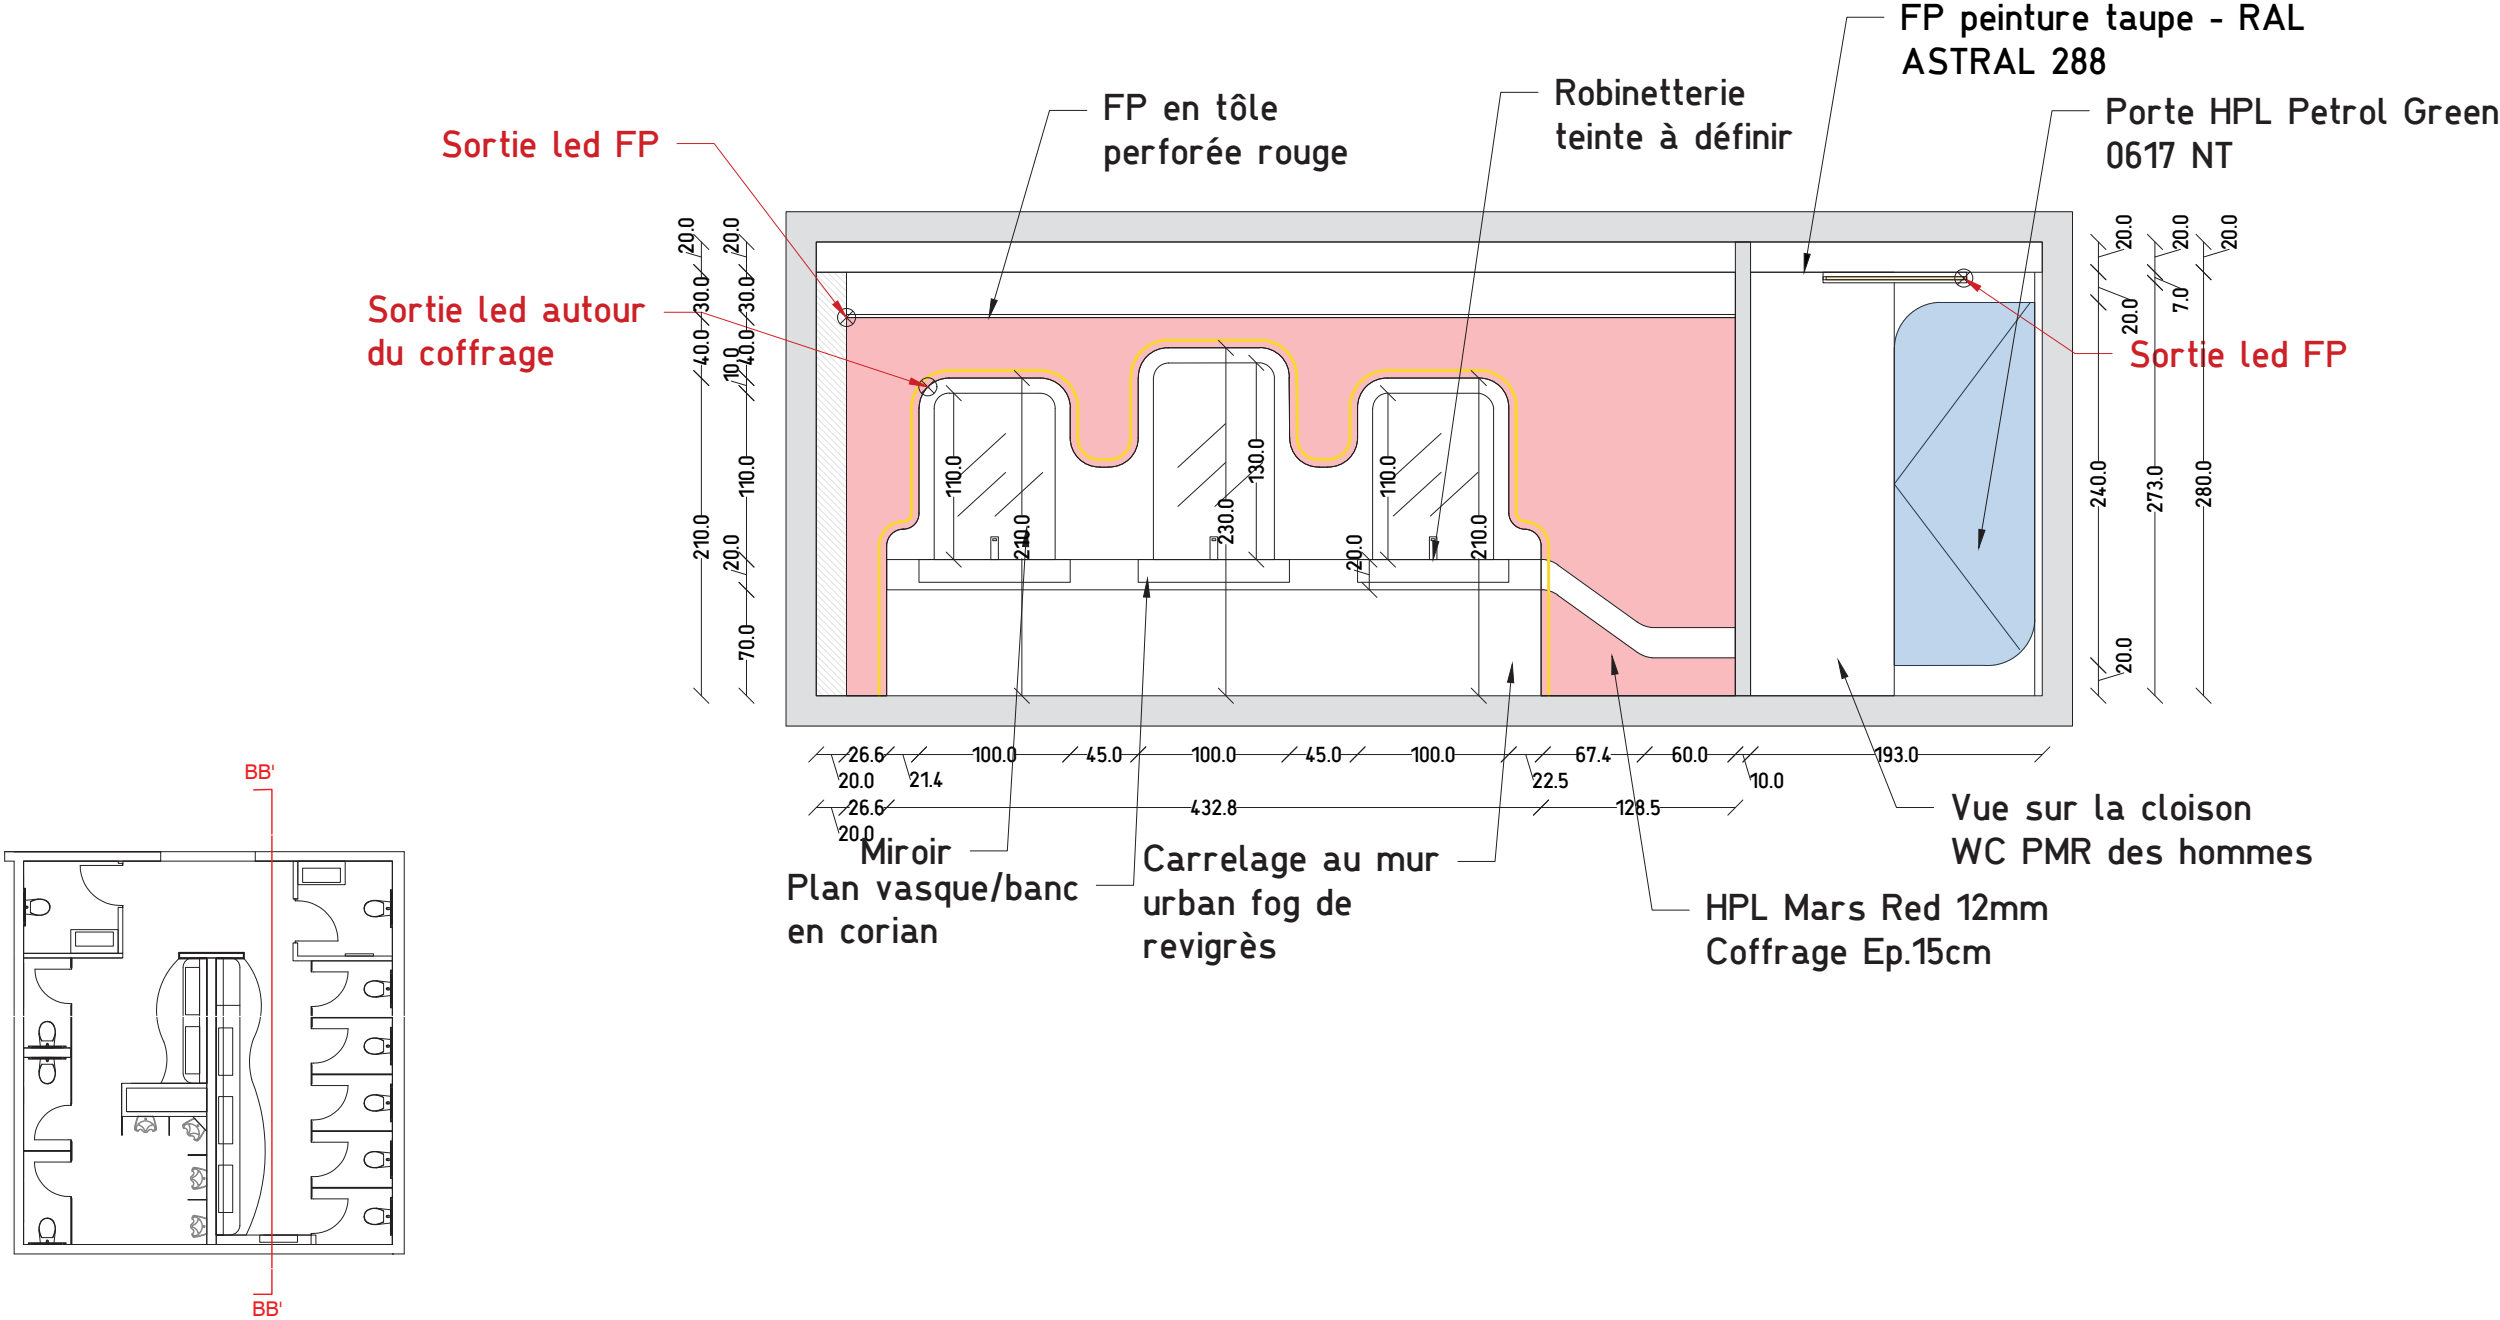 FP peinture taupe - RAL
ASTRAL 288
Robinetterie
teinte à définir
FP en tôle
perforée rouge
Porte HPL Petrol Green
0617 NT
Sortie led FP
Sortie led autour
du coffrage
Sortie led FP
20.0
30.0
40.0
210.0
20.0
30.0
40.0
10.0
110.0
20.0
70.0
110.0
210.0
230.0
130.0
110.0
20.0
210.0
20.0
20.0
240.0
20.0
20.0
7.0
273.0
20.0
280.0
26.6
100.0
45.0
100.0
45.0
100.0
67.4
60.0
193.0
20.0
21.4
22.5
10.0
26.6
432.8
128.5
20.0
Miroir
Plan vasque/banc
en corian
Carrelage au mur
urban fog de
revigrès
HPL Mars Red 12mm
Coffrage Ep.15cm
Vue sur la cloison
WC PMR des hommes
BB'
BB'